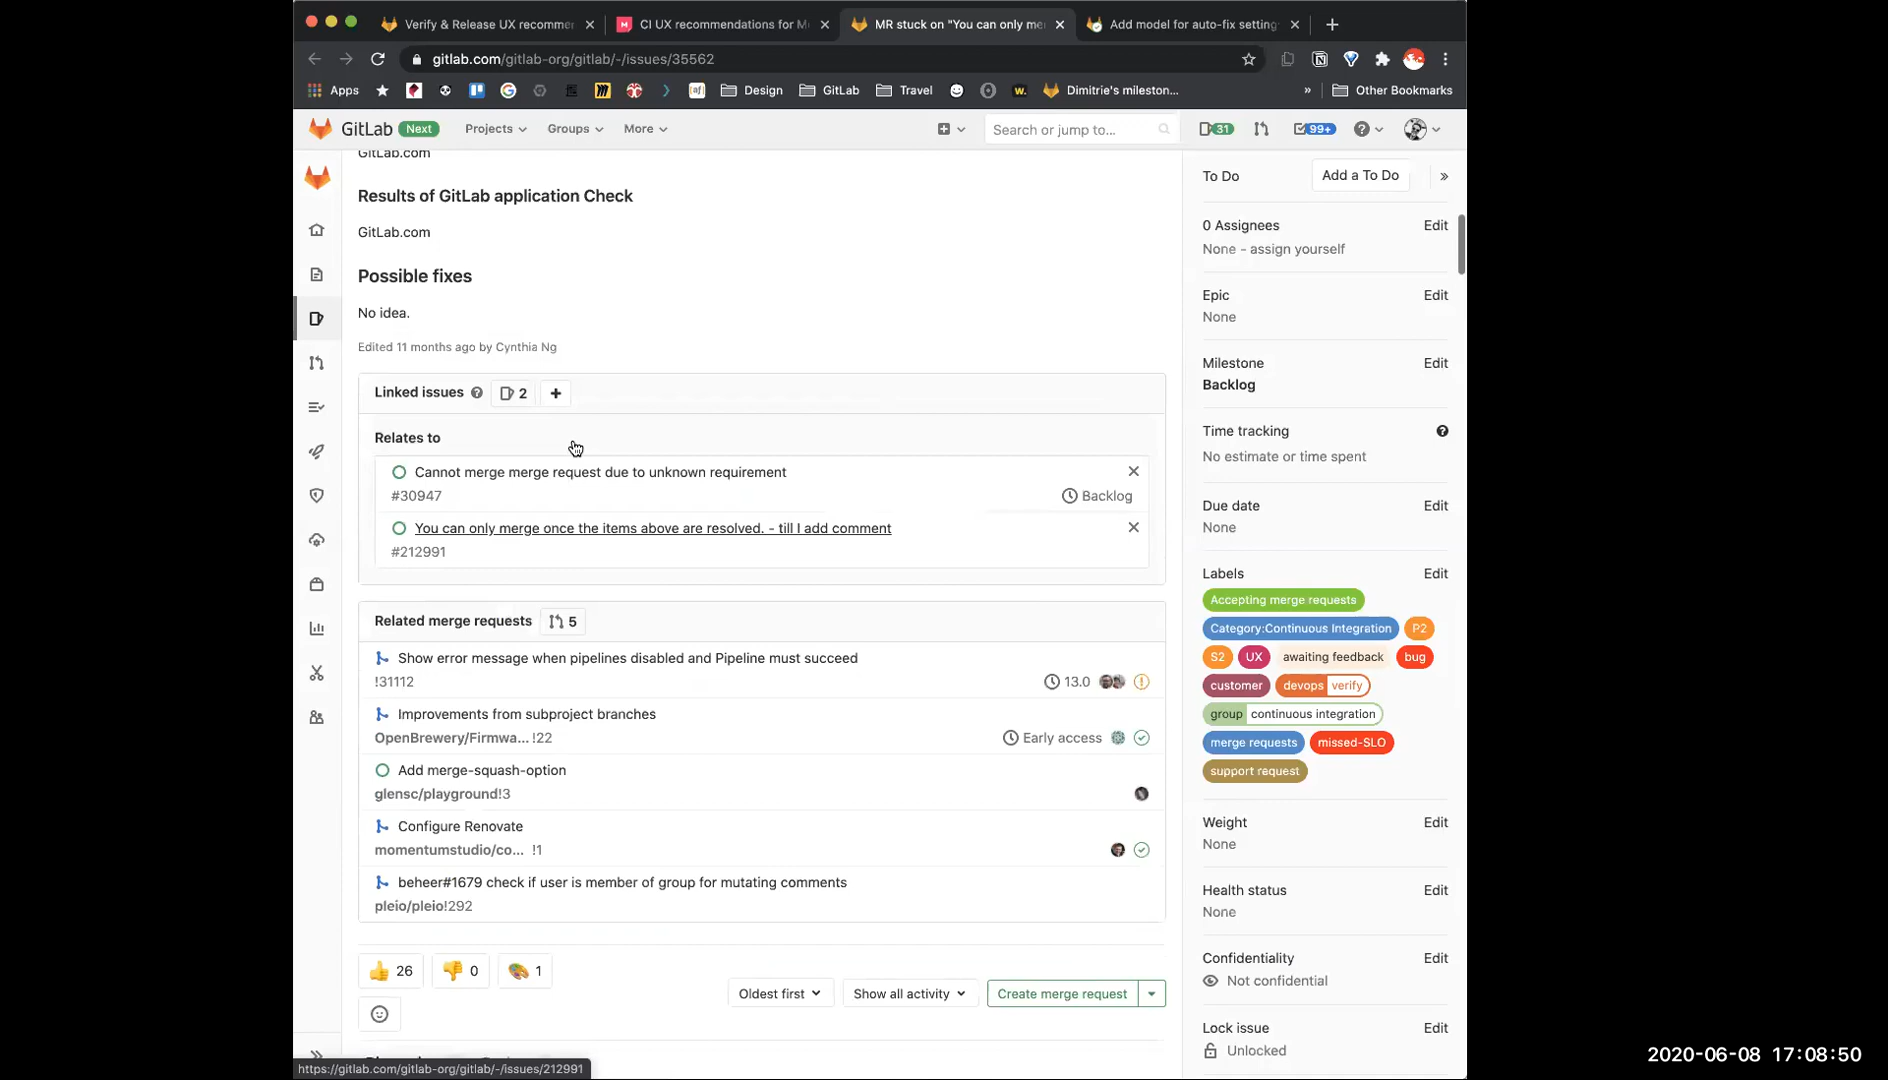 Verify & Release UX recommen
CI UX recommendations for M
MR stuck on "You can only me
Add model for auto-fix setting
gitlab.com/gitlab-org/gitlab/-/issues/35562
Apps
Design
GitLab
Travel
w.
Dimitrie's mileston...
»
Other Bookmarks
GitLab
Next
Projects
Groups
More
Search or jump to...
31
99+
GitLab.com
Results of GitLab application Check
GitLab.com
Possible fixes
No idea.
Edited 11 months ago by Cynthia Ng
Linked issues
2
Relates to
Cannot merge merge request due to unknown requirement
#30947
Backlog
You can only merge once the items above are resolved. - till I add comment
#212991
Related merge requests
5
Show error message when pipelines disabled and Pipeline must succeed
!31112
13.0
Improvements from subproject branches
OpenBrewery/Firmwa... !22
Early access
Add merge-squash-option
glensc/playground!3
Configure Renovate
momentumstudio/co... !1
beheer#1679 check if user is member of group for mutating comments
pleio/pleio!292
👍 26
👎 0
🎨 1
Oldest first
Show all activity
Create merge request
https://gitlab.com/gitlab-org/gitlab/-/issues/212991
To Do
Add a To Do
»
0 Assignees
Edit
None - assign yourself
Epic
Edit
None
Milestone
Edit
Backlog
Time tracking
No estimate or time spent
Due date
Edit
None
Labels
Edit
Accepting merge requests
Category:Continuous Integration
P2
S2
UX
awaiting feedback
bug
customer
devops verify
group continuous integration
merge requests
missed-SLO
support request
Weight
Edit
None
Health status
Edit
None
Confidentiality
Edit
Not confidential
Lock issue
Edit
Unlocked
2020-06-08 17:08:50